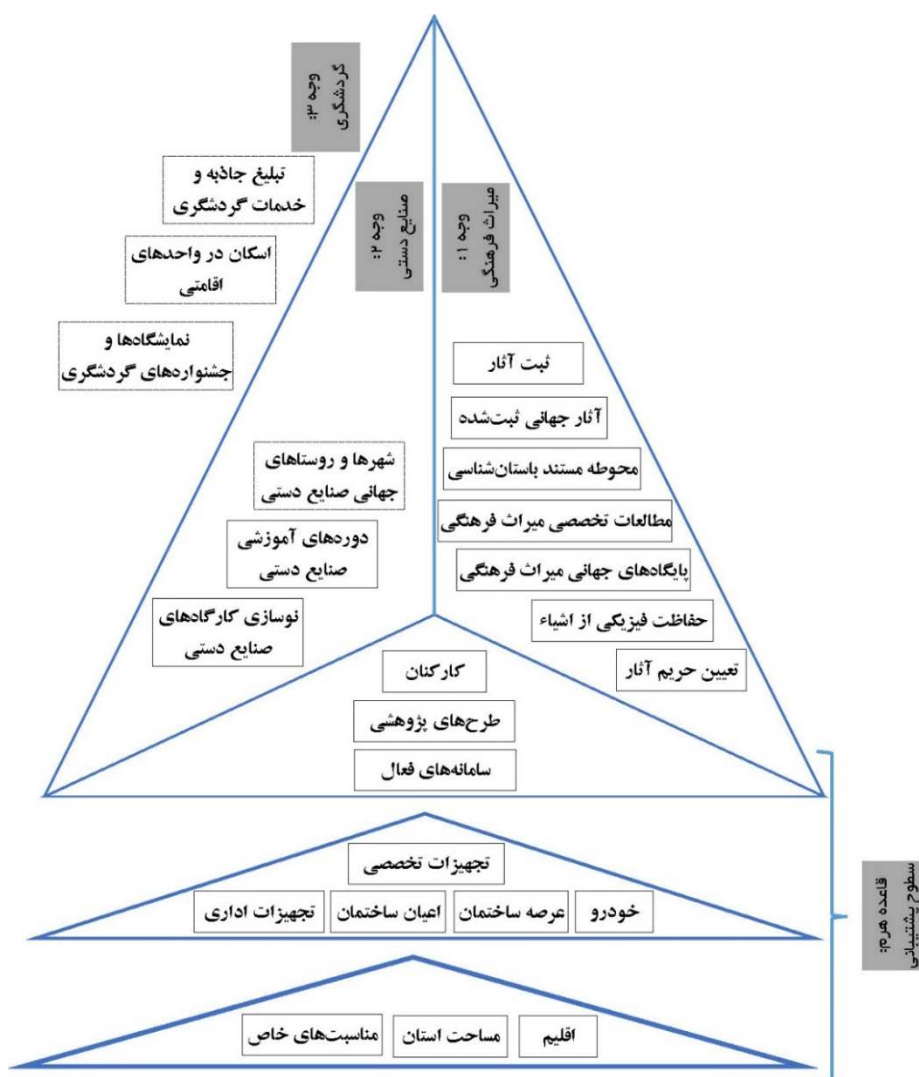 وجه ۳:
گردشگری
تبلیغ جاذبه و
خدمات گردشگری
اسکان در واحدهای
اقامتی
نمایشگاه‌ها و
جشنواره‌های گردشگری
وجه ۱:
میراث فرهنگی
ثبت آثار
آثار جهانی ثبت‌شده
محوطه مستند باستان‌شناسی
مطالعات تخصصی میراث فرهنگی
پایگاه‌های جهانی میراث فرهنگی
حفاظت فیزیکی از اشیاء
تعیین حریم آثار
وجه ۲:
صنایع دستی
شهرها و روستاهای
جهانی صنایع دستی
دوره‌های آموزشی
صنایع دستی
نوسازی کارگاه‌های
صنایع دستی
کارکنان
طرح‌های پژوهشی
سامانه‌های فعال
قاعده هرم:
سطوح پشتیبانی
تجهیزات تخصصی
خودرو
عرصه ساختمان
اعیان ساختمان
تجهیزات اداری
اقلیم
مساحت استان
مناسبت‌های خاص